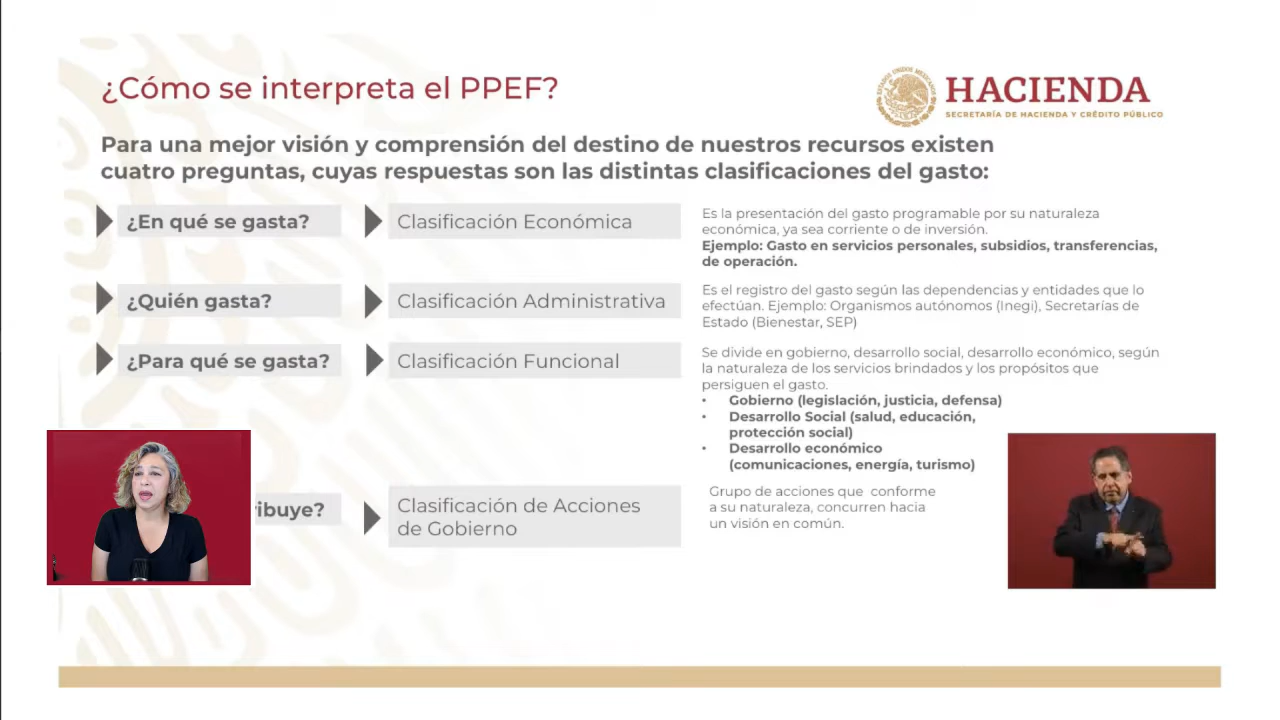 ¿Cómo se interpreta el PPEF?
ESTADOS UNIDOS MEXICANOS
HACIENDA
SECRETARÍA DE HACIENDA Y CRÉDITO PÚBLICO
Para una mejor visión y comprensión del destino de nuestros recursos existen
cuatro preguntas, cuyas respuestas son las distintas clasificaciones del gasto:
¿En qué se gasta?
Clasificación Económica
Es la presentación del gasto programable por su naturaleza
económica, ya sea corriente o de inversión.
Ejemplo: Gasto en servicios personales, subsidios, transferencias,
de operación.
¿Quién gasta?
Clasificación Administrativa
Es el registro del gasto según las dependencias y entidades que lo
efectúan. Ejemplo: Organismos autónomos (Inegi), Secretarías de
Estado (Bienestar, SEP)
¿Para qué se gasta?
Clasificación Funcional
Se divide en gobierno, desarrollo social, desarrollo económico, según
la naturaleza de los servicios brindados y los propósitos que
persiguen el gasto.
• Gobierno (legislación, justicia, defensa)
• Desarrollo Social (salud, educación,
protección social)
• Desarrollo económico
(comunicaciones, energía, turismo)
ribuye?
Clasificación de Acciones
de Gobierno
Grupo de acciones que conforme
a su naturaleza, concurren hacia
un visión en común.